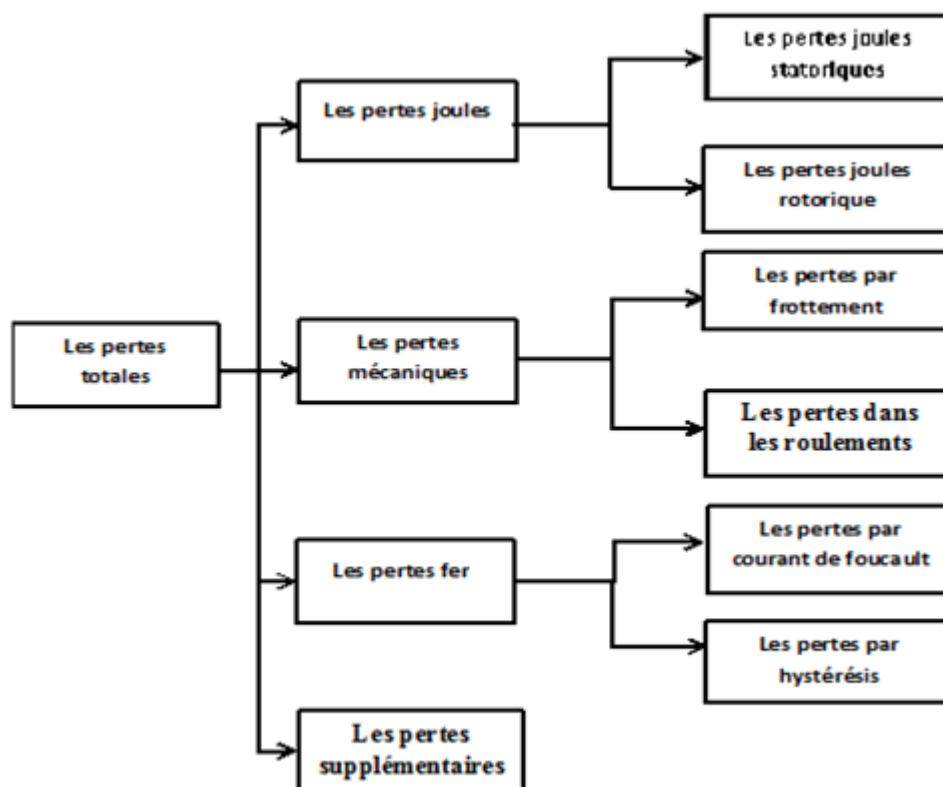 Les pertes joules
statoriques
Les pertes joules
Les pertes joules
rotorique
Les pertes par
frottement
Les pertes
totales
Les pertes
mécaniques
Les pertes dans
les roulements
Les pertes par
courant de foucault
Les pertes fer
Les pertes par
hystérésis
Les pertes
supplémentaires